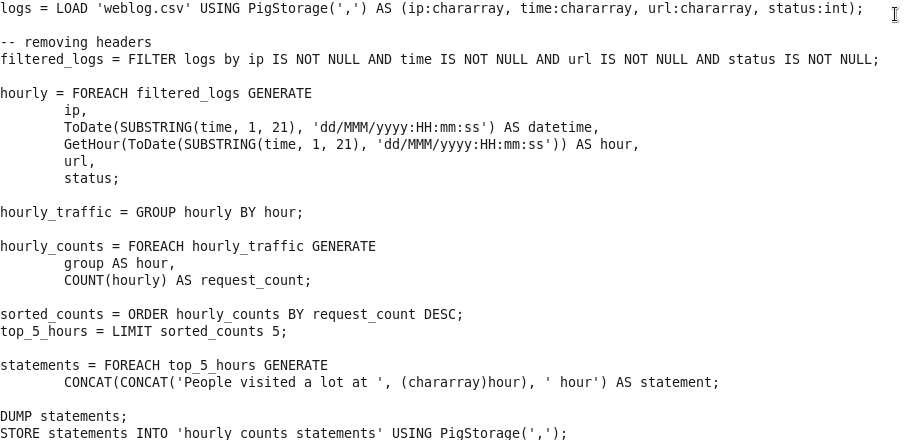 logs = LOAD 'weblog.csv' USING PigStorage(',') AS (ip:chararray, time:chararray, url:chararray, status:int);
-- removing headers
filtered_logs = FILTER logs by ip IS NOT NULL AND time IS NOT NULL AND url IS NOT NULL AND status IS NOT NULL;
hourly = FOREACH filtered_logs GENERATE
ip,
ToDate(SUBSTRING(time, 1, 21), 'dd/MMM/yyyy:HH:mm:ss') AS datetime,
GetHour(ToDate(SUBSTRING(time, 1, 21), 'dd/MMM/yyyy:HH:mm:ss')) AS hour,
url,
status;
hourly_traffic = GROUP hourly BY hour;
hourly_counts = FOREACH hourly_traffic GENERATE
group AS hour,
COUNT(hourly) AS request_count;
sorted_counts = ORDER hourly_counts BY request_count DESC;
top_5_hours = LIMIT sorted_counts 5;
statements = FOREACH top_5_hours GENERATE
CONCAT(CONCAT('People visited a lot at ', (chararray)hour), ' hour') AS statement;
DUMP statements;
STORE statements INTO 'hourly_counts_statements' USING PigStorage(',');